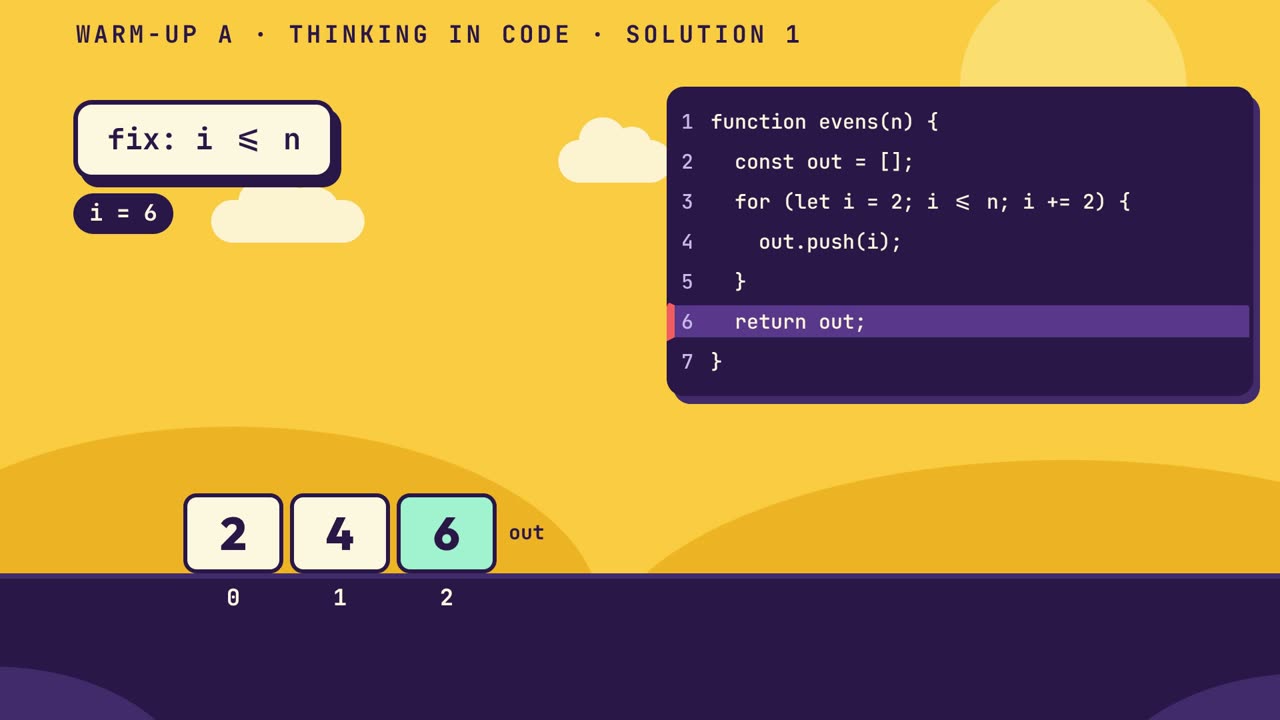 WARM-UP A · THINKING IN CODE · SOLUTION 1
fix: i <= n
i = 6
1 function evens(n) {
2 const out = [];
3 for (let i = 2; i <= n; i += 2) {
4 out.push(i);
5 }
6 return out;
7 }
2 4 6 out
0 1 2